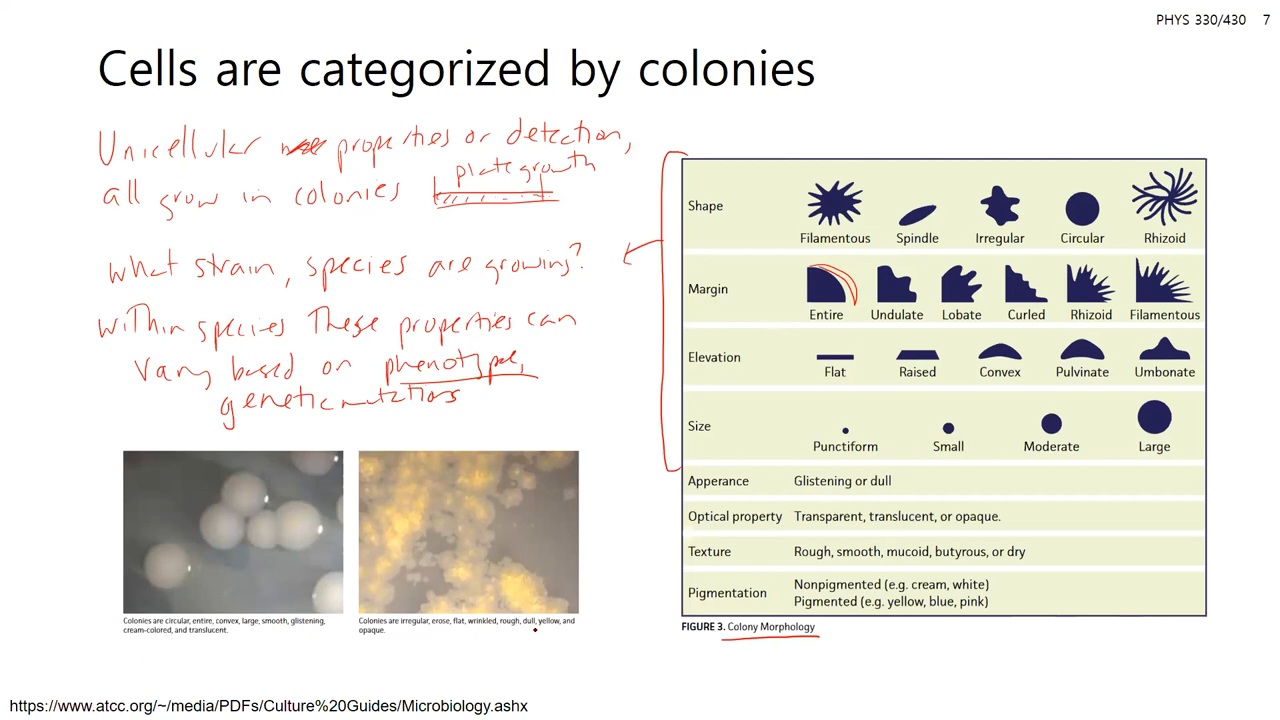 PHYS 330/430 7
Cells are categorized by colonies
Unicellular properties or detection,
all grow in colonies
plate growth
What strain, species are growing?
Within species These properties can
vary based on phenotype,
genetic mutations
Colonies are circular, entire, convex, large, smooth, glistening,
cream-colored, and translucent.
Colonies are irregular, erose, flat, wrinkled, rough, dull, yellow, and
opaque.
Shape
Filamentous Spindle Irregular Circular Rhizoid
Margin
Entire Undulate Lobate Curled Rhizoid Filamentous
Elevation
Flat Raised Convex Pulvinate Umbonate
Size
Punctiform Small Moderate Large
Apperance Glistening or dull
Optical property Transparent, translucent, or opaque.
Texture Rough, smooth, mucoid, butyrous, or dry
Pigmentation
Nonpigmented (e.g. cream, white)
Pigmented (e.g. yellow, blue, pink)
FIGURE 3. Colony Morphology
https://www.atcc.org/~/media/PDFs/Culture%20Guides/Microbiology.ashx